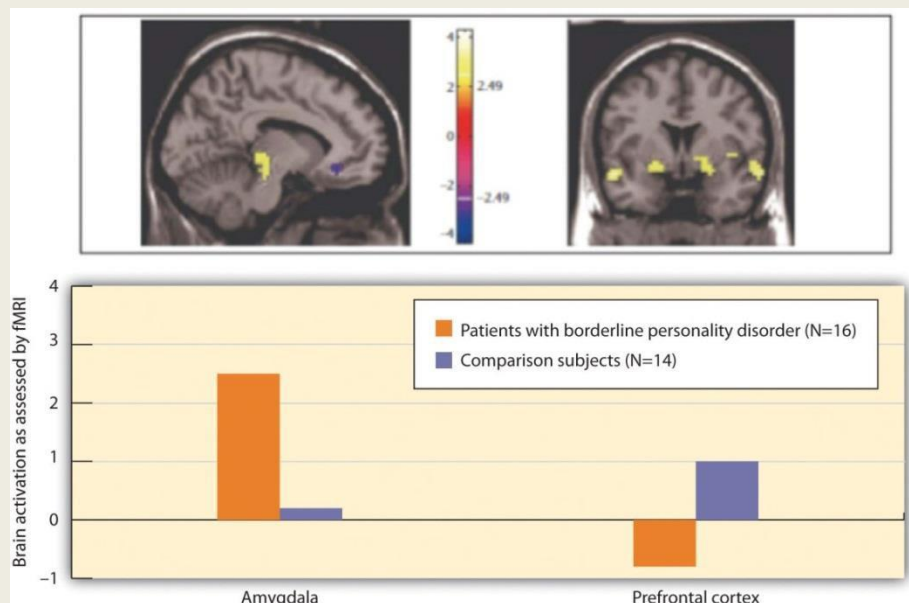 4
2
0
−2
−4
2.49
−2.49
Brain activation as assessed by fMRI
4
3
2
1
0
−1
Patients with borderline personality disorder (N=16)
Comparison subjects (N=14)
Amygdala
Prefrontal cortex